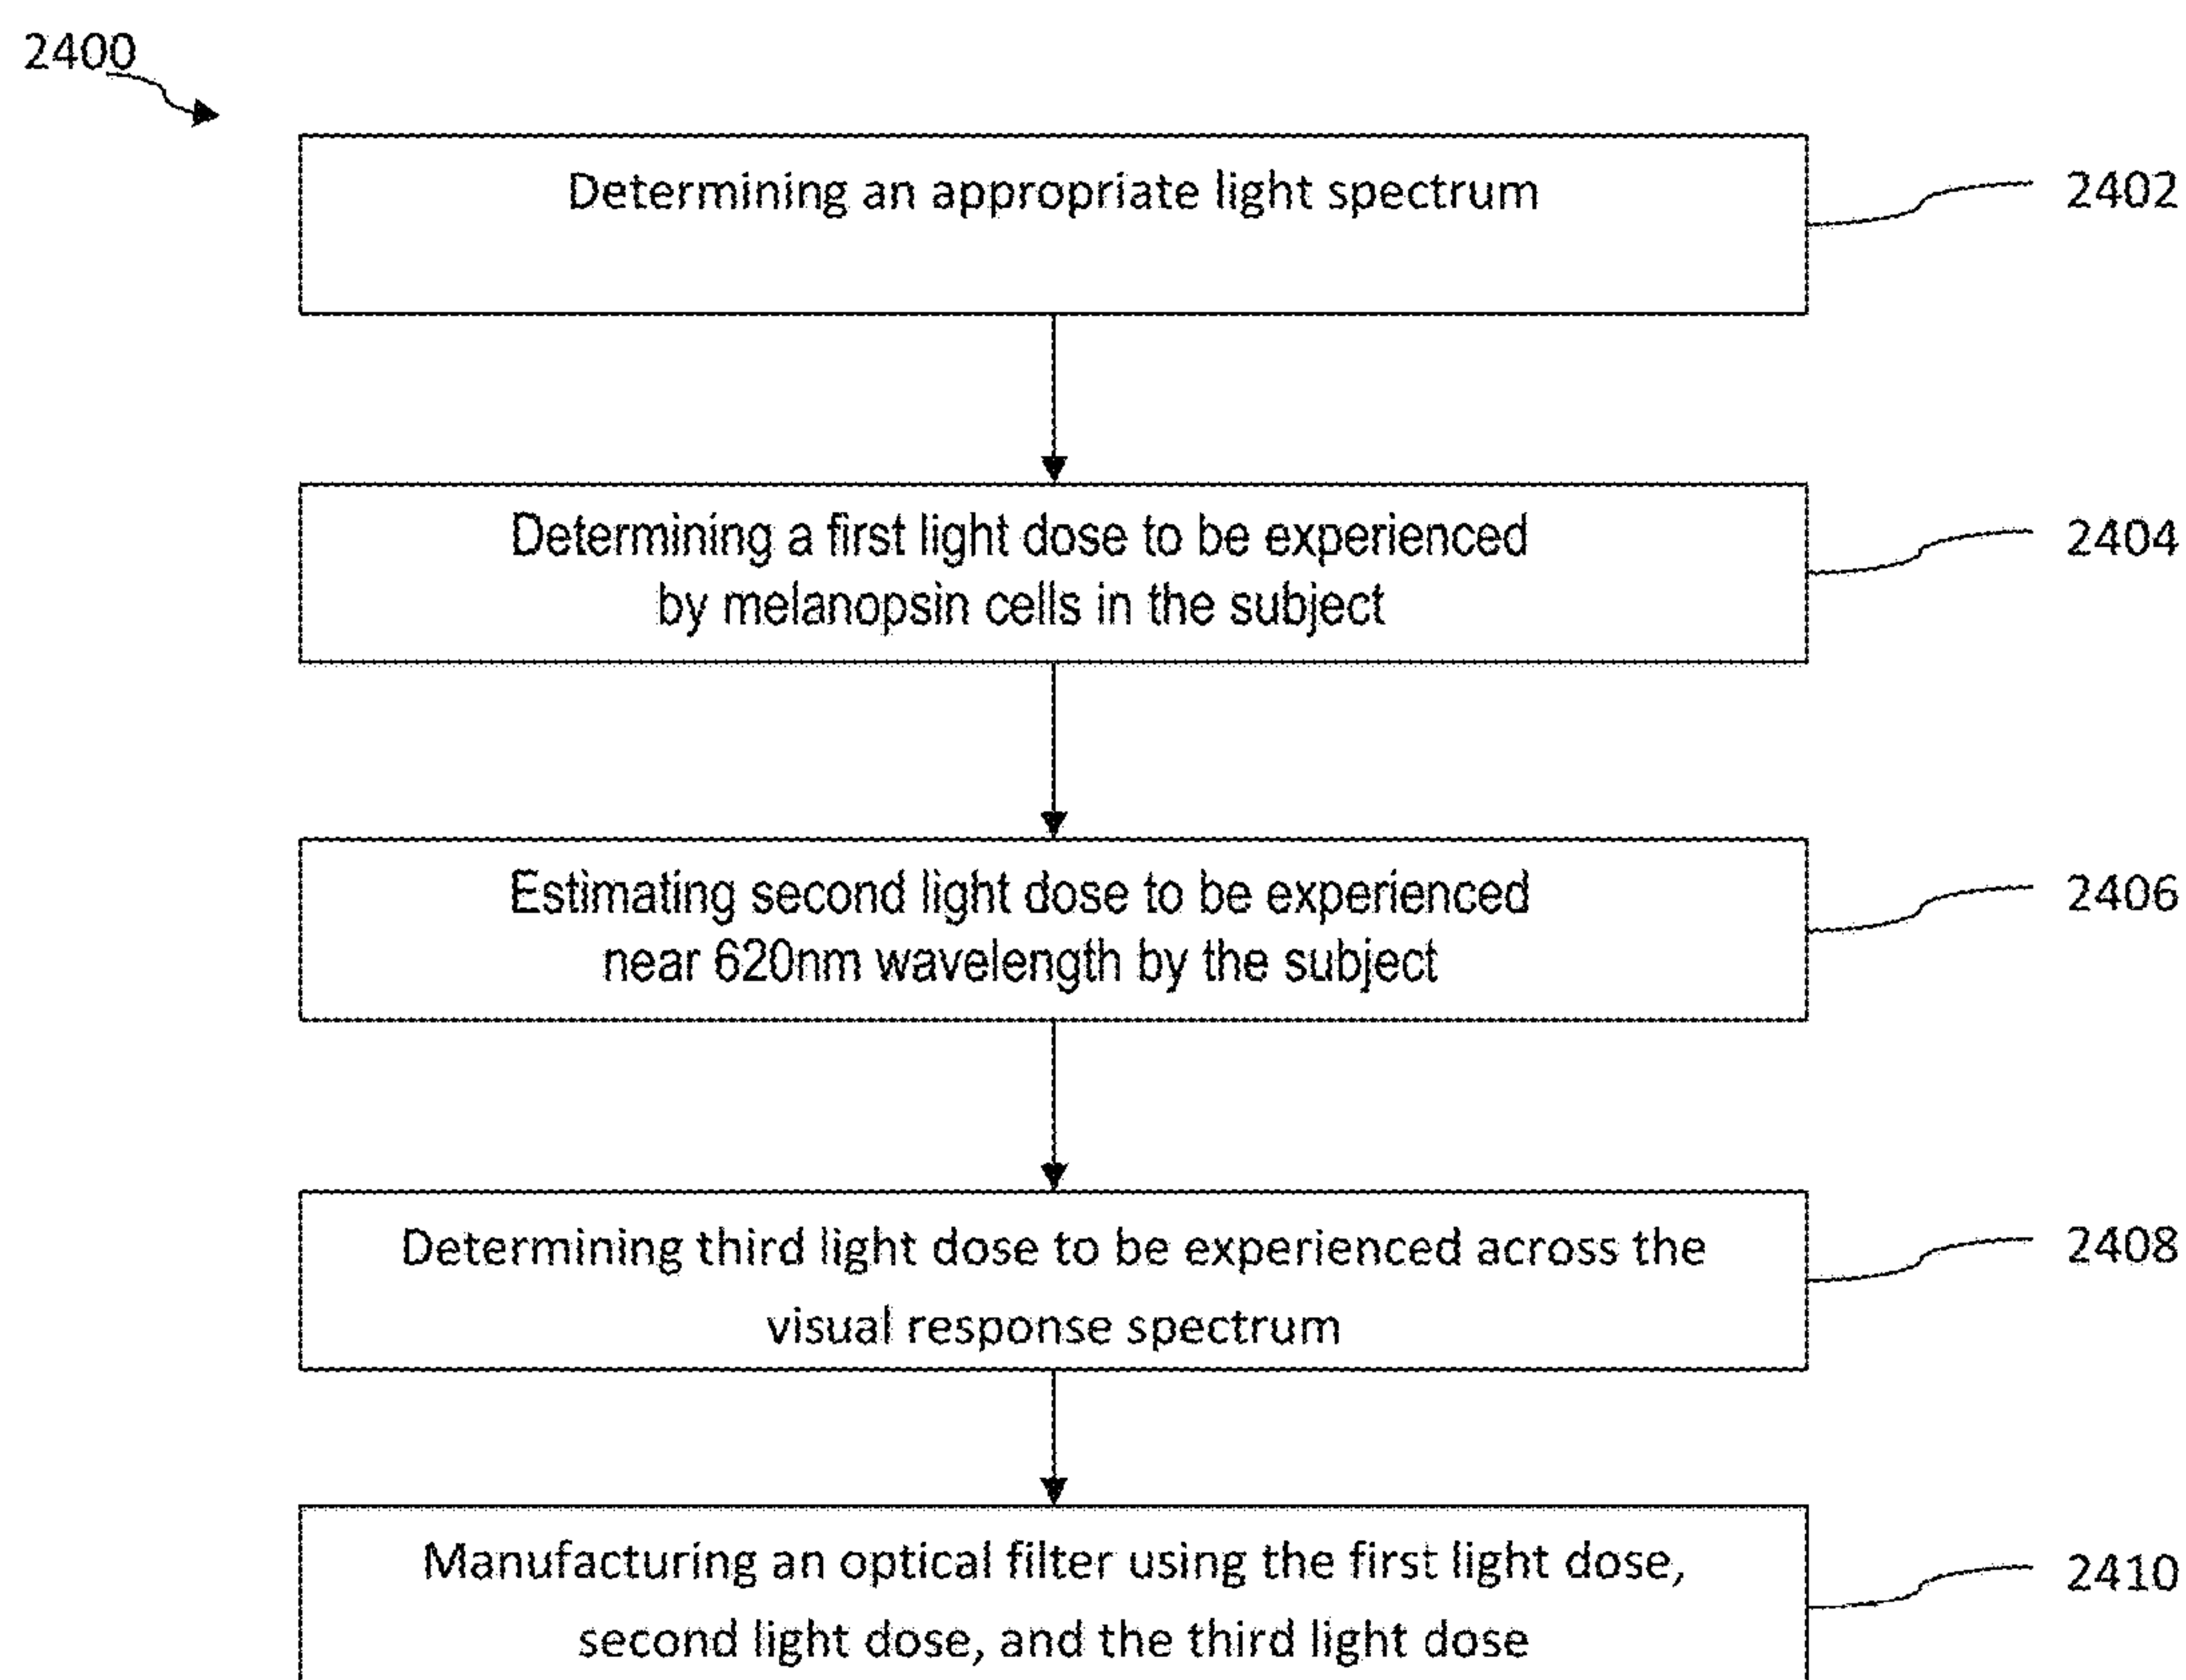 2400
Determining an appropriate light spectrum
2402
Determining a first light dose to be experienced
by melanopsin cells in the subject
2404
Estimating second light dose to be experienced
near 620nm wavelength by the subject
2406
Determining third light dose to be experienced across the
visual response spectrum
2408
Manufacturing an optical filter using the first light dose,
second light dose, and the third light dose
2410